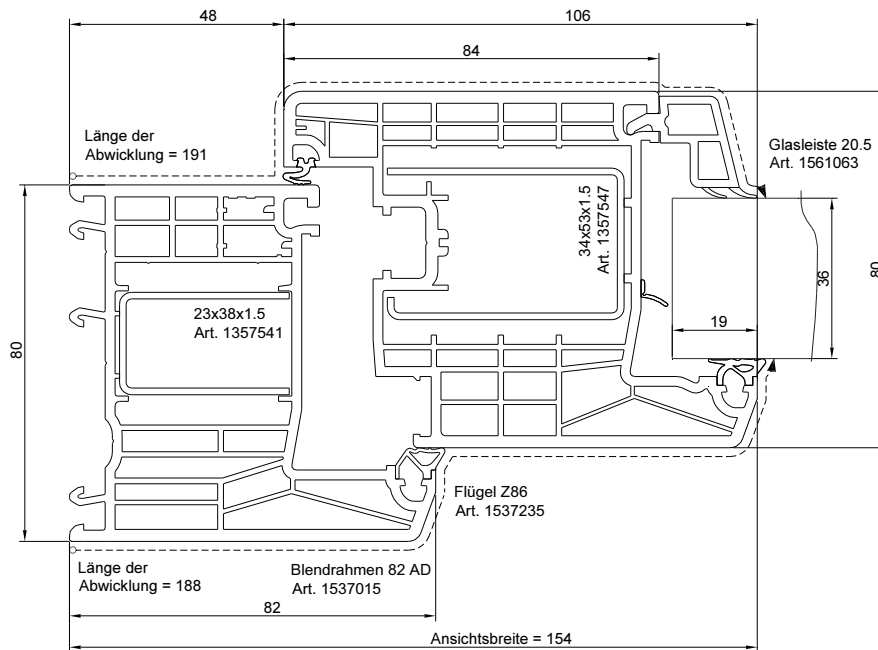 48
106
84
Länge der
Abwicklung = 191
Glasleiste 20.5
Art. 1561063
34x53x1.5
Art. 1357547
80
36
19
23x38x1.5
Art. 1357541
80
Flügel Z86
Art. 1537235
Länge der
Abwicklung = 188
Blendrahmen 82 AD
Art. 1537015
82
Ansichtsbreite = 154